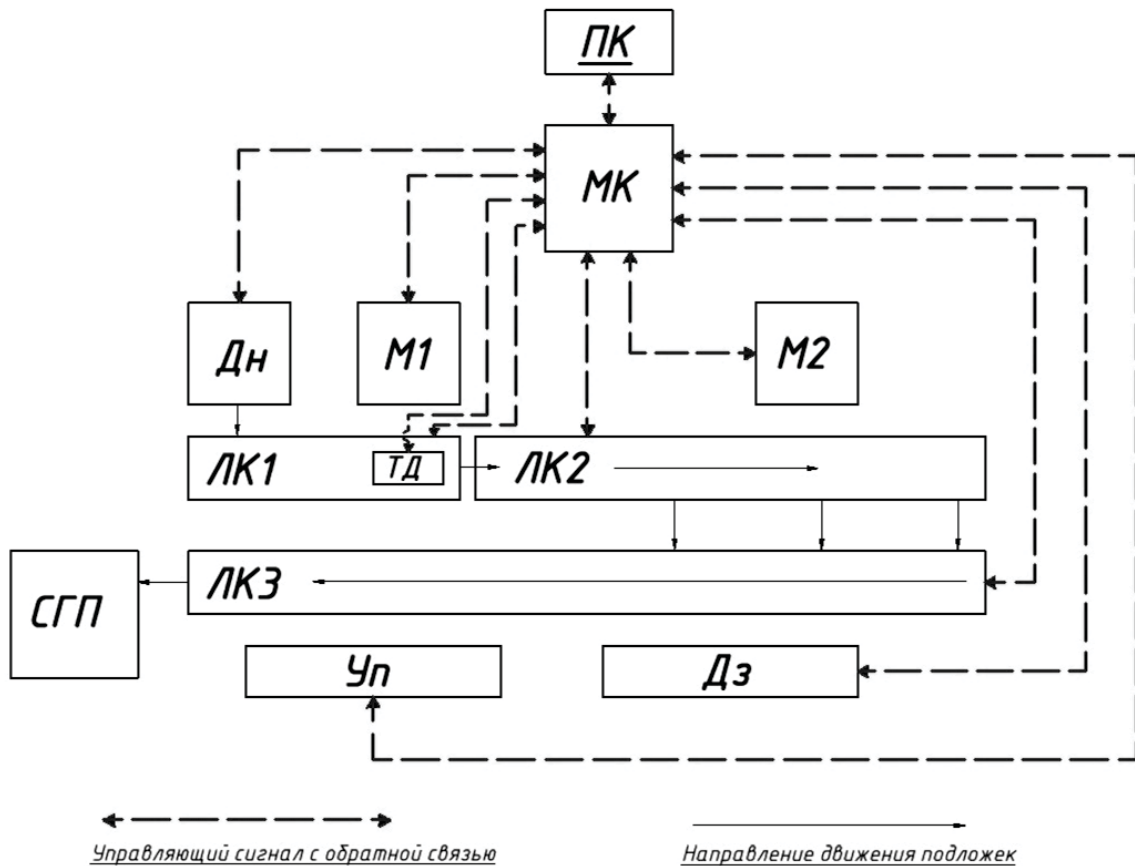 ПК
МК
Дн
М1
М2
ЛК1
ТД
ЛК2
ЛК3
СГП
Уп
Дз
Управляющий сигнал с обратной связью
Направление движения подложек